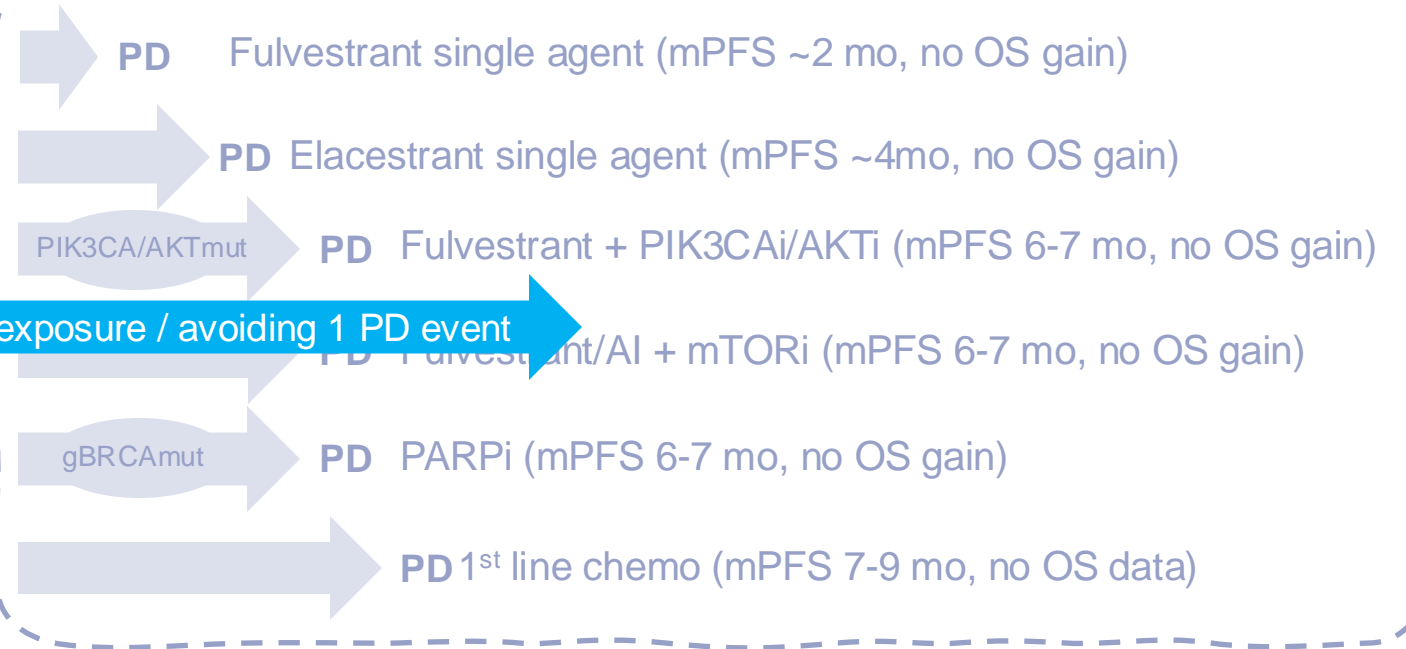 PD Fulvestrant single agent (mPFS ~2 mo, no OS gain)
PD Elacestrant single agent (mPFS ~4mo, no OS gain)
PIK3CA/AKTmut PD Fulvestrant + PIK3CAi/AKTi (mPFS 6-7 mo, no OS gain)
exposure / avoiding 1 PD event
PD Fulvestrant/AI + mTORi (mPFS 6-7 mo, no OS gain)
gBRCAmut PD PARPi (mPFS 6-7 mo, no OS gain)
PD 1st line chemo (mPFS 7-9 mo, no OS data)